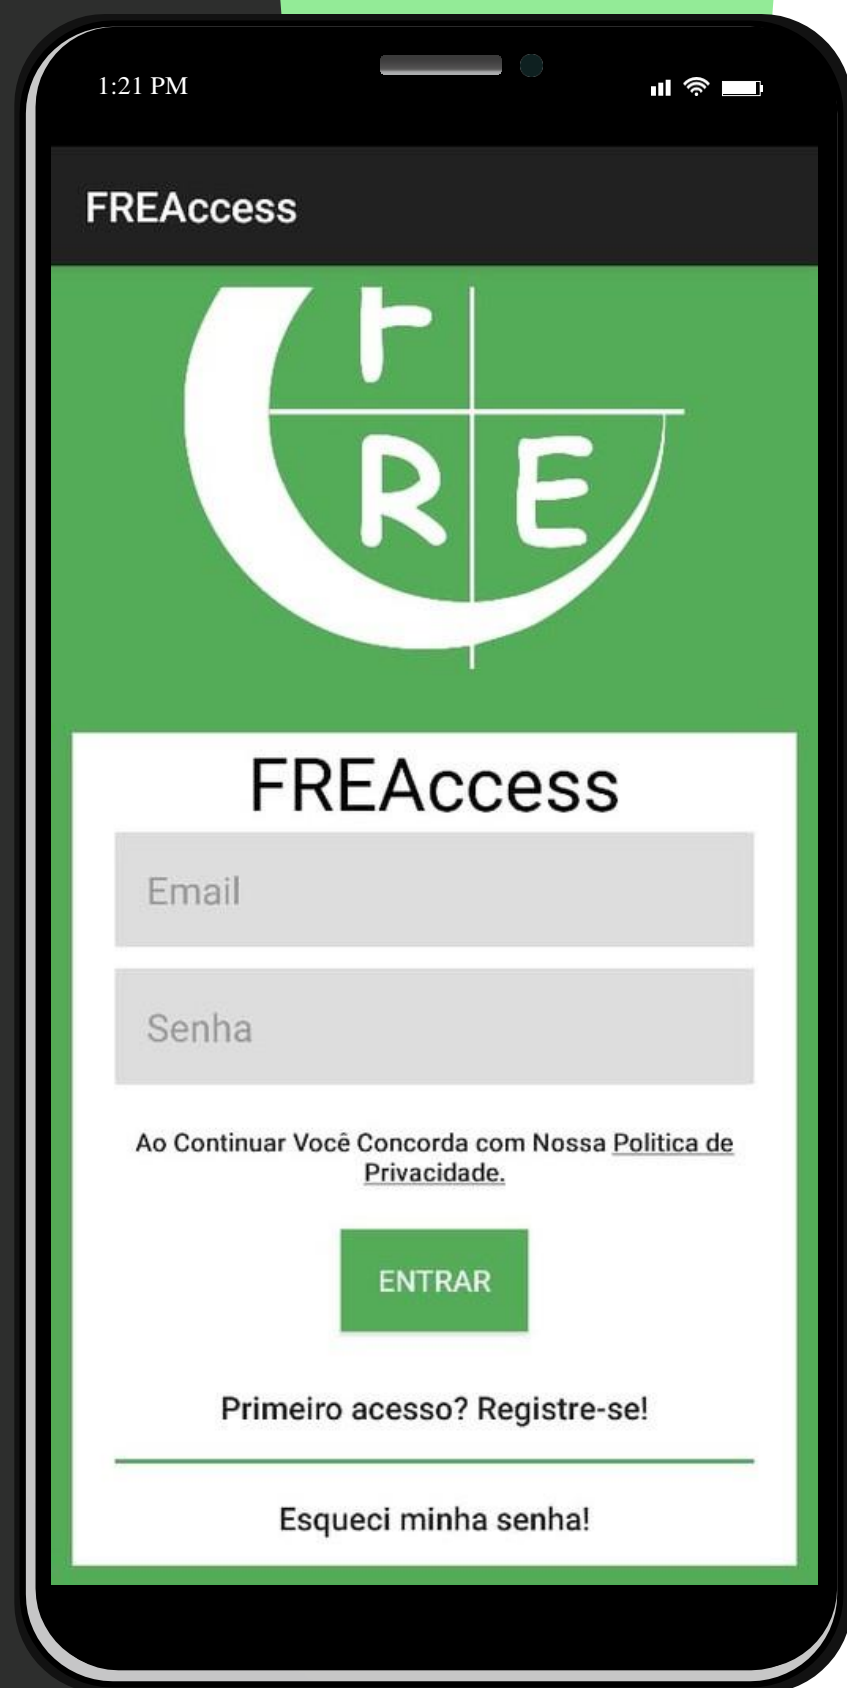 1:21 PM
FREAccess
F
R E
FREAccess
Email
Senha
Ao Continuar Você Concorda com Nossa Politica de
Privacidade.
ENTRAR
Primeiro acesso? Registre-se!
Esqueci minha senha!